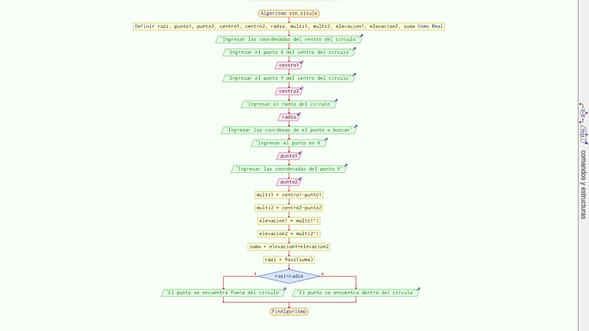 Algoritmo sin_titulo
Definir razi, punto1, punto2, centro1, centro2, radio, multi1, multi2, elevacion1, elevacion2, suma Como Real
"Ingresar las coordenadas del centro del circulo"
"Ingresar el punto X del centro del circulo"
centro1
"Ingresar el punto Y del centro del circulo"
centro2
"Ingresar el radio del circulo"
radio
"Ingresar las coordenas de el punto a buscar"
"Ingresar el punto en X"
punto1
"Ingresar las coordenadas del punto Y"
punto2
multi1 ← centro1-punto1
multi2 ← centro2-punto2
elevacion1 ← multi1^2
elevacion2 ← multi2^2
suma ← elevacion1+elevacion2
razi ← Raiz(suma)
razi<radio
F V
"El punto se encuentra fuera del circulo" "El punto se encuentra dentro del circulo"
FinAlgoritmo
comandos y estructuras